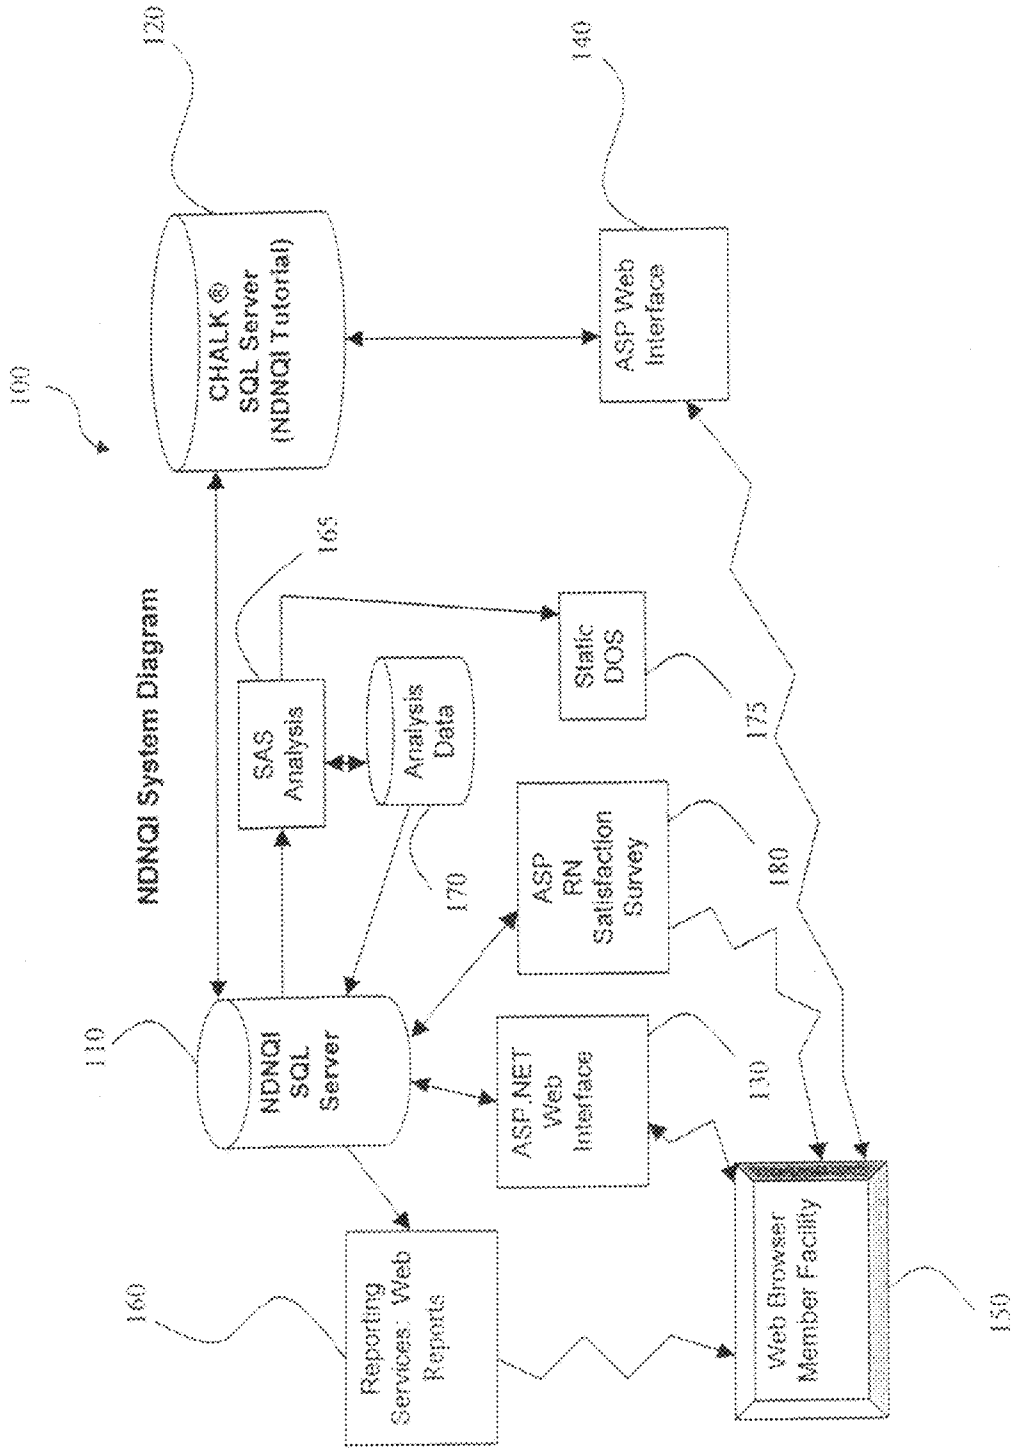 NDNQI System Diagram
100
110
NDNQI
SQL
Server
120
CHALK ®
SQL Server
(NDNQI Tutorial)
165
SAS
Analysis
170
Analysis
Data
160
Reporting
Services: Web
Reports
130
ASP.NET
Web
Interface
180
ASP
RN
Satisfaction
Survey
175
Static
DOS
140
ASP Web
Interface
150
Web Browser
Member Facility